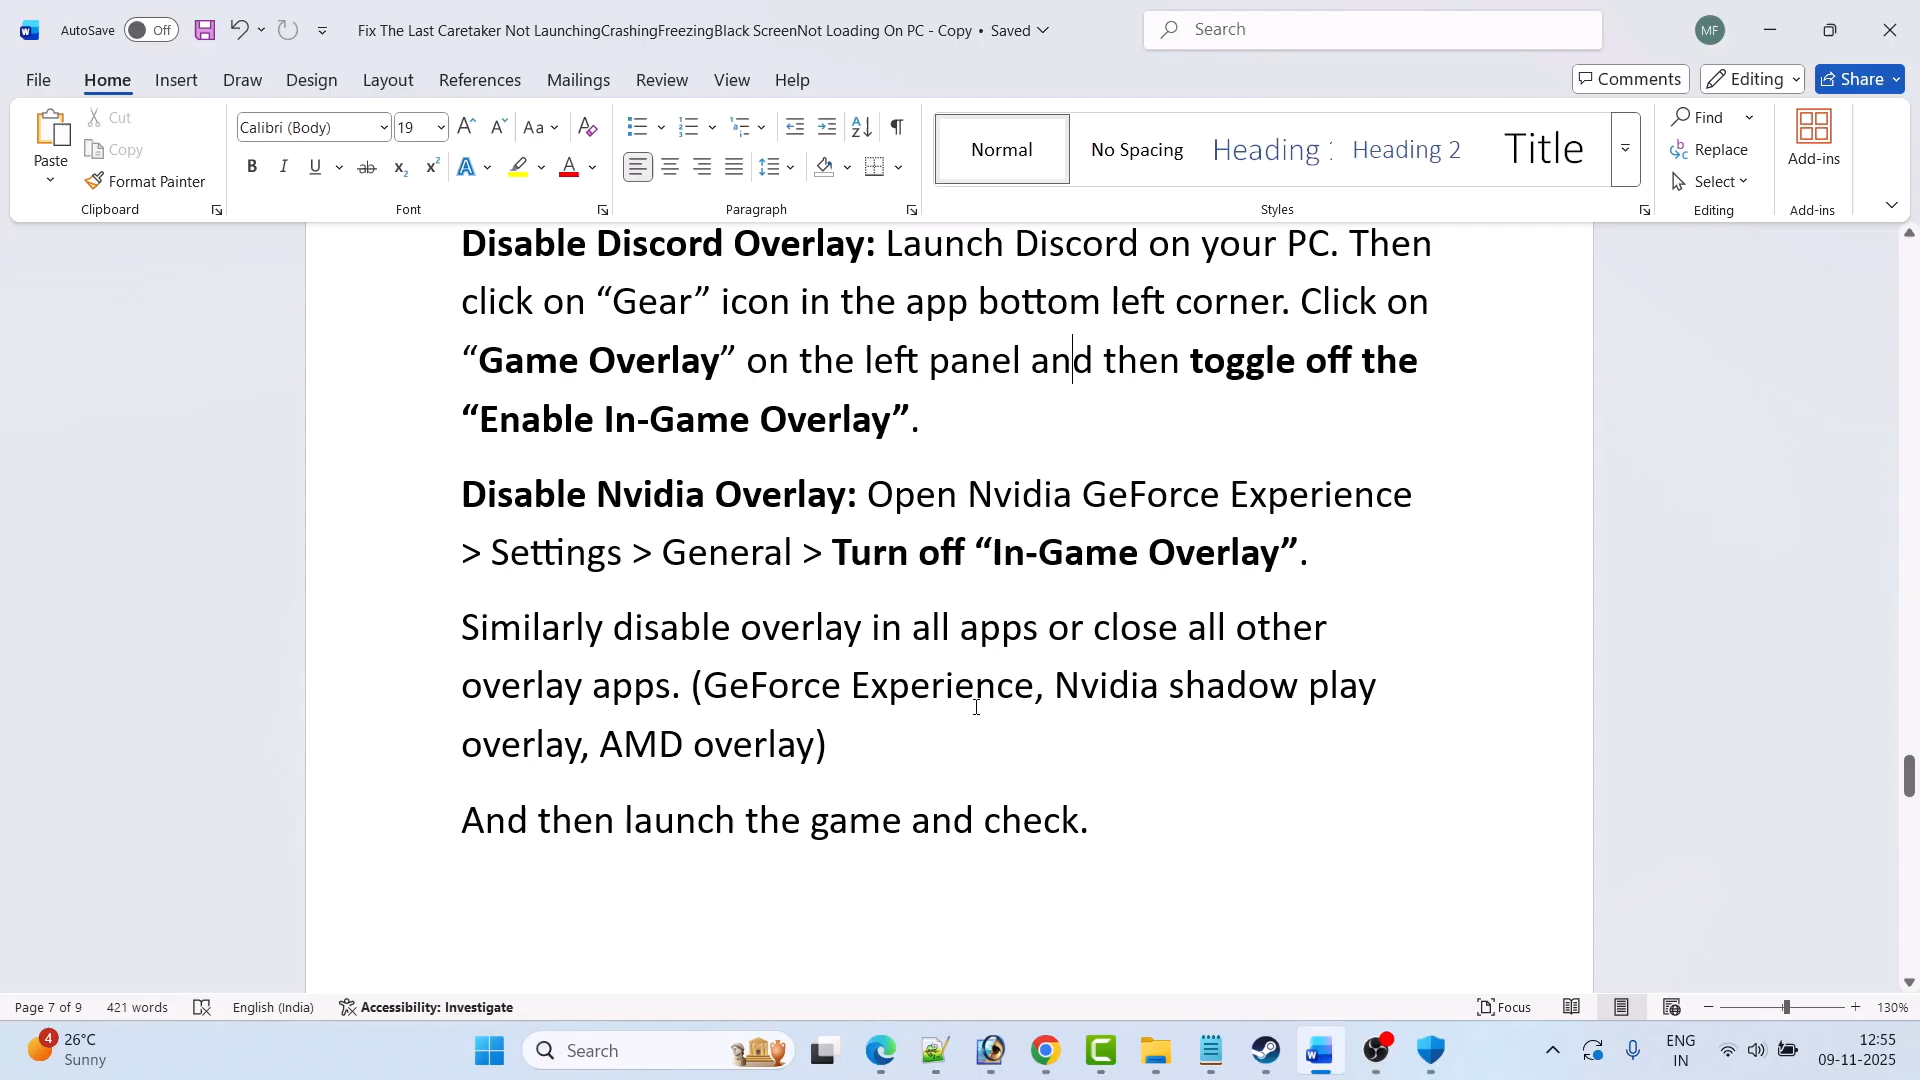 AutoSave Off Fix The Last Caretaker Not LaunchingCrashingFreezingBlack ScreenNot Loading On PC - Copy • Saved Search MF
File Home Insert Draw Design Layout References Mailings Review View Help Comments Editing Share
Paste Cut Copy Format Painter Calibri (Body) 19 Normal No Spacing Heading 1 Heading 2 Title Find Replace Select Add-ins
Clipboard Font Paragraph Styles Editing Add-ins
Disable Discord Overlay: Launch Discord on your PC. Then
click on “Gear” icon in the app bottom left corner. Click on
“Game Overlay” on the left panel and then toggle off the
“Enable In-Game Overlay”.
Disable Nvidia Overlay: Open Nvidia GeForce Experience
> Settings > General > Turn off “In-Game Overlay”.
Similarly disable overlay in all apps or close all other
overlay apps. (GeForce Experience, Nvidia shadow play
overlay, AMD overlay)
And then launch the game and check.
Page 7 of 9 421 words English (India) Accessibility: Investigate Focus 130%
4 26°C Sunny Search ENG IN 12:55 09-11-2025